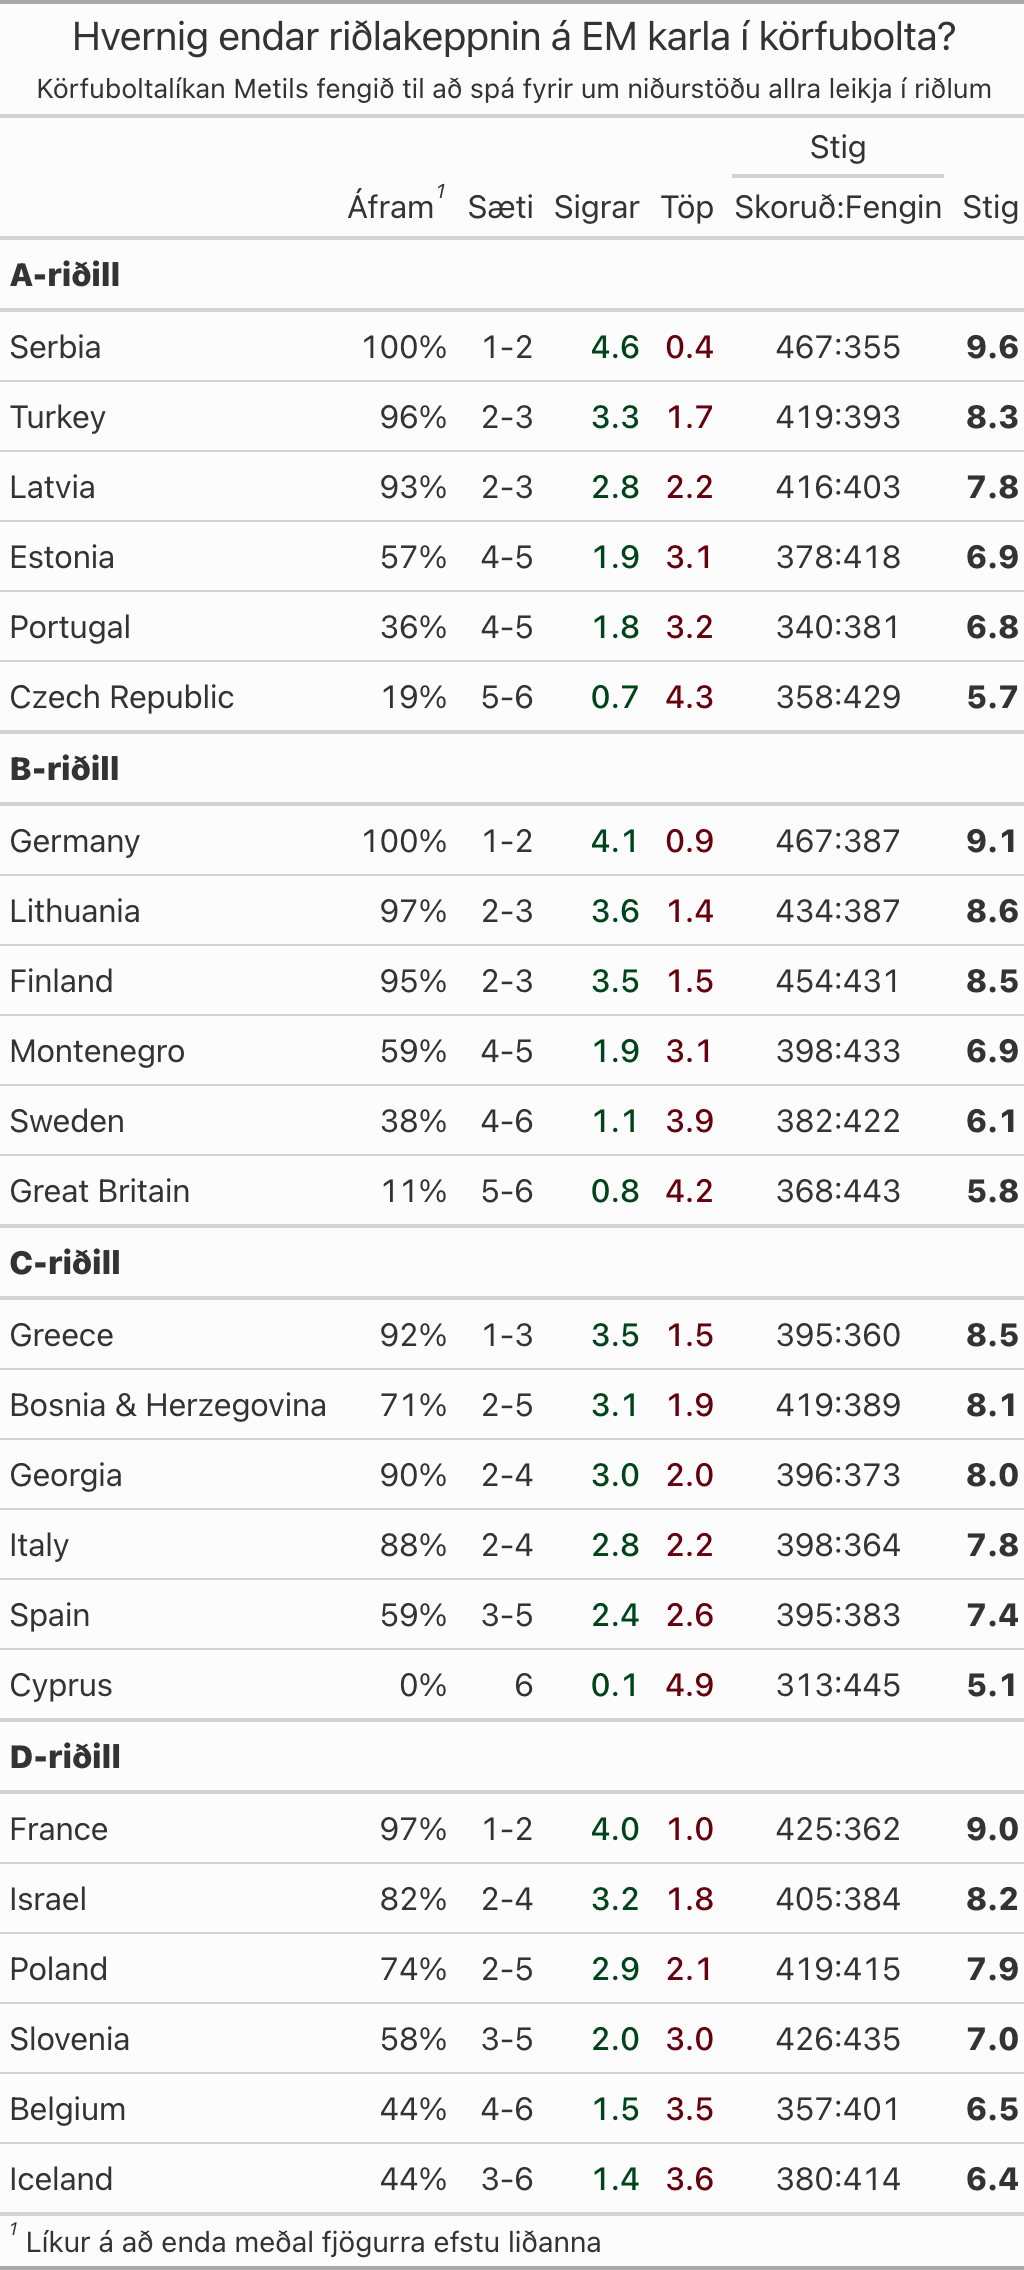 Hvernig endar riðlakeppnin á EM karla í körfubolta?
Körfuboltalíkan Metils fengið til að spá fyrir um niðurstöðu allra leikja í riðlum
Stig
Áfram1 Sæti Sigrar Töp Skoruð:Fengin Stig
A-riðill
Serbia 100% 1-2 4.6 0.4 467:355 9.6
Turkey 96% 2-3 3.3 1.7 419:393 8.3
Latvia 93% 2-3 2.8 2.2 416:403 7.8
Estonia 57% 4-5 1.9 3.1 378:418 6.9
Portugal 36% 4-5 1.8 3.2 340:381 6.8
Czech Republic 19% 5-6 0.7 4.3 358:429 5.7
B-riðill
Germany 100% 1-2 4.1 0.9 467:387 9.1
Lithuania 97% 2-3 3.6 1.4 434:387 8.6
Finland 95% 2-3 3.5 1.5 454:431 8.5
Montenegro 59% 4-5 1.9 3.1 398:433 6.9
Sweden 38% 4-6 1.1 3.9 382:422 6.1
Great Britain 11% 5-6 0.8 4.2 368:443 5.8
C-riðill
Greece 92% 1-3 3.5 1.5 395:360 8.5
Bosnia & Herzegovina 71% 2-5 3.1 1.9 419:389 8.1
Georgia 90% 2-4 3.0 2.0 396:373 8.0
Italy 88% 2-4 2.8 2.2 398:364 7.8
Spain 59% 3-5 2.4 2.6 395:383 7.4
Cyprus 0% 6 0.1 4.9 313:445 5.1
D-riðill
France 97% 1-2 4.0 1.0 425:362 9.0
Israel 82% 2-4 3.2 1.8 405:384 8.2
Poland 74% 2-5 2.9 2.1 419:415 7.9
Slovenia 58% 3-5 2.0 3.0 426:435 7.0
Belgium 44% 4-6 1.5 3.5 357:401 6.5
Iceland 44% 3-6 1.4 3.6 380:414 6.4
1 Líkur á að enda meðal fjögurra efstu liðanna